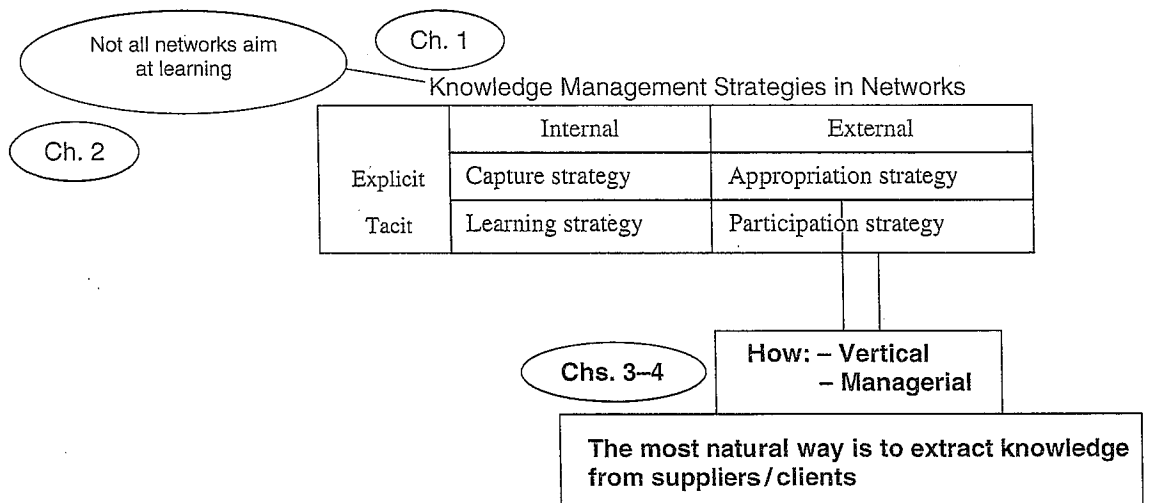 Not all networks aim
at learning
Ch. 1
Knowledge Management Strategies in Networks
Ch. 2
Internal External
Explicit Capture strategy Appropriation strategy
Tacit Learning strategy Participation strategy
Chs. 3–4
How: – Vertical
– Managerial
The most natural way is to extract knowledge
from suppliers/clients